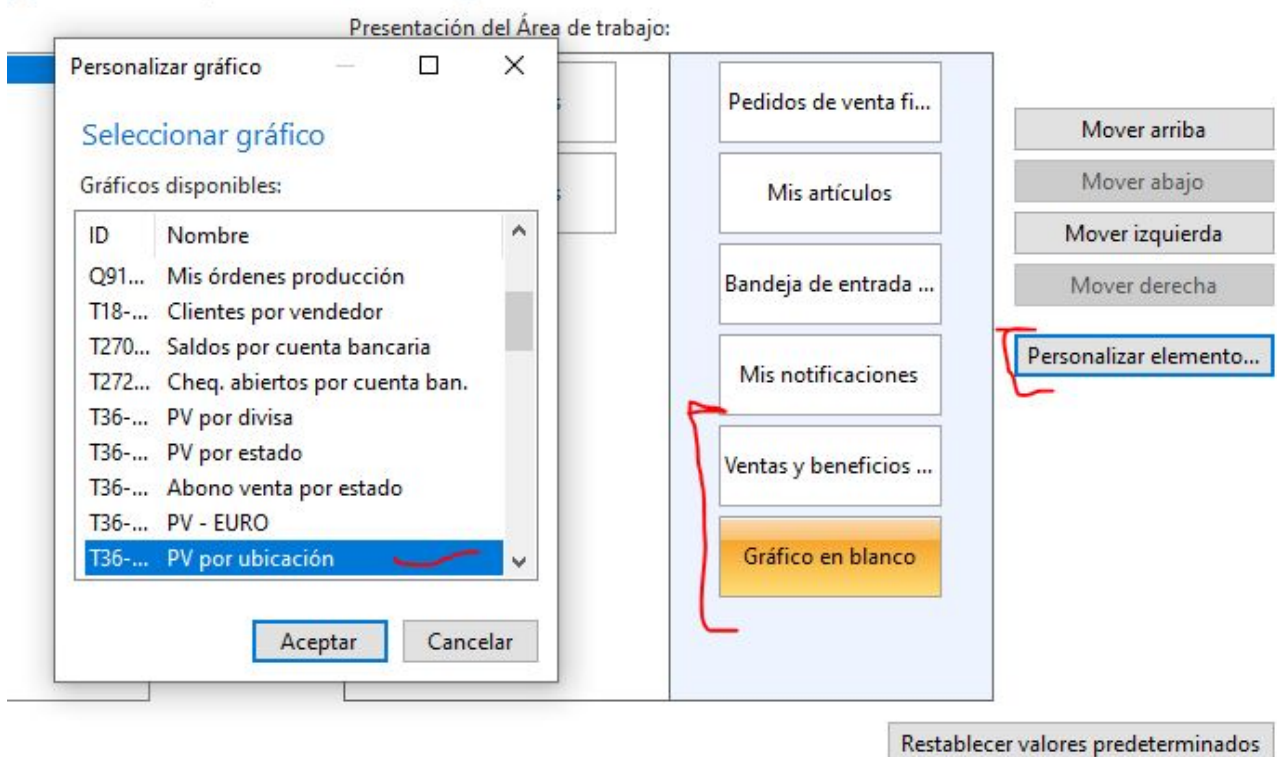 Presentación del Área de trabajo:
Personalizar gráfico
Seleccionar gráfico
Gráficos disponibles:
ID Nombre
Q91... Mis órdenes producción
T18-... Clientes por vendedor
T270... Saldos por cuenta bancaria
T272... Cheq. abiertos por cuenta ban.
T36-... PV por divisa
T36-... PV por estado
T36-... Abono venta por estado
T36-... PV - EURO
T36-... PV por ubicación
Aceptar Cancelar
Pedidos de venta fi...
Mis artículos
Bandeja de entrada ...
Mis notificaciones
Ventas y beneficios ...
Gráfico en blanco
Mover arriba
Mover abajo
Mover izquierda
Mover derecha
Personalizar elemento...
Restablecer valores predeterminados